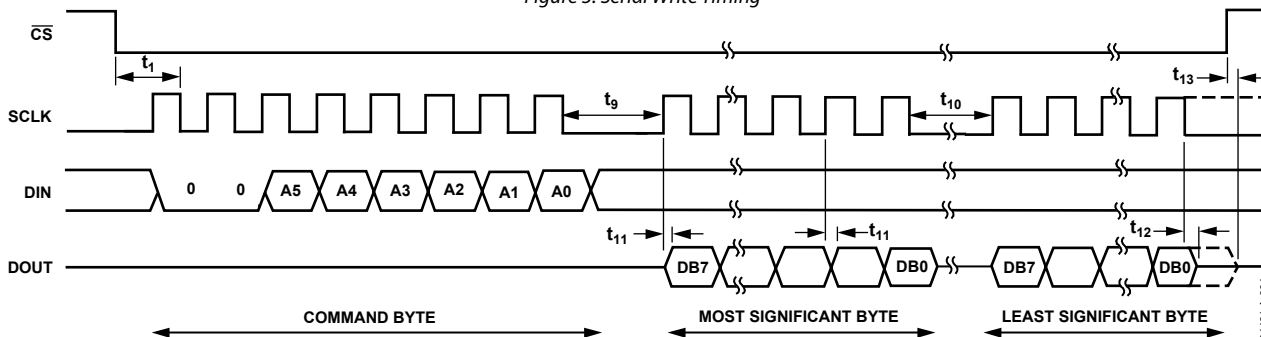 Figure 5. Serial Write Timing
CS
t1
t13
SCLK
t9
t10
DIN
0 0 A5 A4 A3 A2 A1 A0
t11
t11
t12
DOUT
DB7 DB0 DB7 DB0
COMMAND BYTE
MOST SIGNIFICANT BYTE
LEAST SIGNIFICANT BYTE